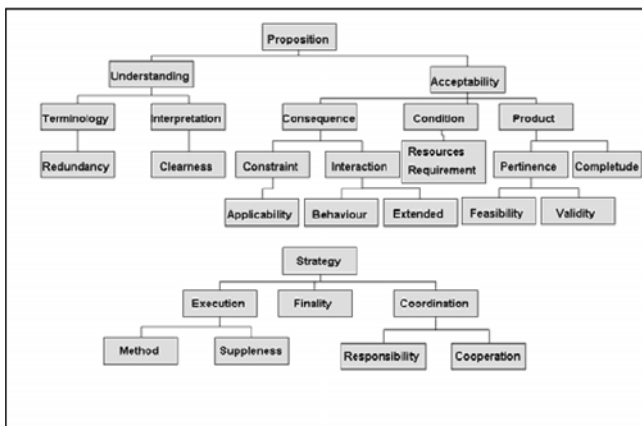 Proposition
Understanding
Acceptability
Terminology
Interpretation
Consequence
Condition
Product
Redundancy
Clearness
Constraint
Interaction
Resources
Requirement
Pertinence
Completude
Applicability
Behaviour
Extended
Feasibility
Validity
Strategy
Execution
Finality
Coordination
Method
Suppleness
Responsibility
Cooperation